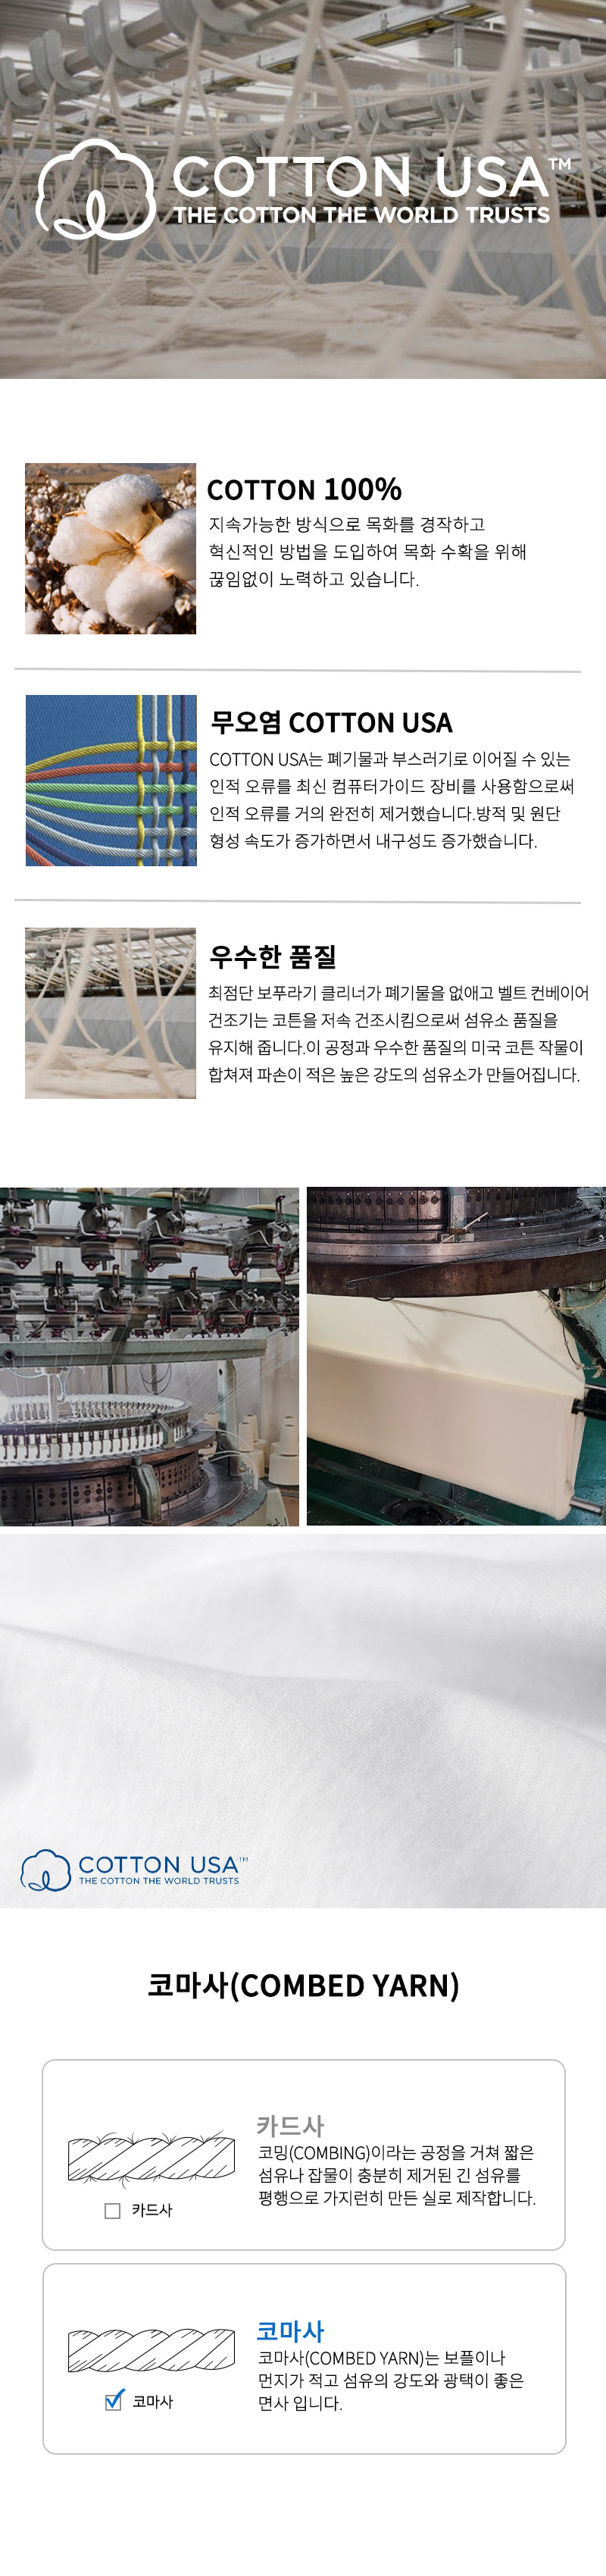 COTTON USA™
THE COTTON THE WORLD TRUSTS
COTTON 100%
지속가능한 방식으로 목화를 경작하고
혁신적인 방법을 도입하여 목화 수확을 위해
끊임없이 노력하고 있습니다.
무오염 COTTON USA
COTTON USA는 폐기물과 부스러기로 이어질 수 있는
인적 오류를 최신 컴퓨터가이드 장비를 사용함으로써
인적 오류를 거의 완전히 제거했습니다.방적 및 원단
형성 속도가 증가하면서 내구성도 증가했습니다.
우수한 품질
최점단 보푸라기 클리너가 폐기물을 없애고 벨트 컨베이어
건조기는 코튼을 저속 건조시킴으로써 섬유소 품질을
유지해 줍니다.이 공정과 우수한 품질의 미국 코튼 작물이
합쳐져 파손이 적은 높은 강도의 섬유소가 만들어집니다.
COTTON USA™
THE COTTON THE WORLD TRUSTS
코마사(COMBED YARN)
카드사
코밍(COMBING)이라는 공정을 거쳐 짧은
섬유나 잡물이 충분히 제거된 긴 섬유를
평행으로 가지런히 만든 실로 제작합니다.
카드사
코마사
코마사(COMBED YARN)는 보플이나
먼지가 적고 섬유의 강도와 광택이 좋은
면사 입니다.
코마사